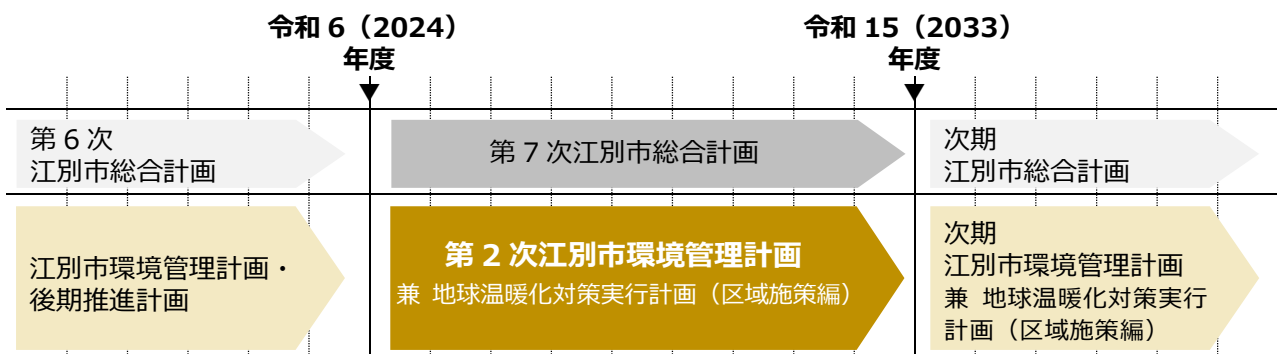 令和 6（2024）
年度
令和 15（2033）
年度
第 6 次
江別市総合計画
第 7 次江別市総合計画
次期
江別市総合計画
江別市環境管理計画・
後期推進計画
第 2 次江別市環境管理計画
兼 地球温暖化対策実行計画（区域施策編）
次期
江別市環境管理計画
兼 地球温暖化対策実行
計画（区域施策編）